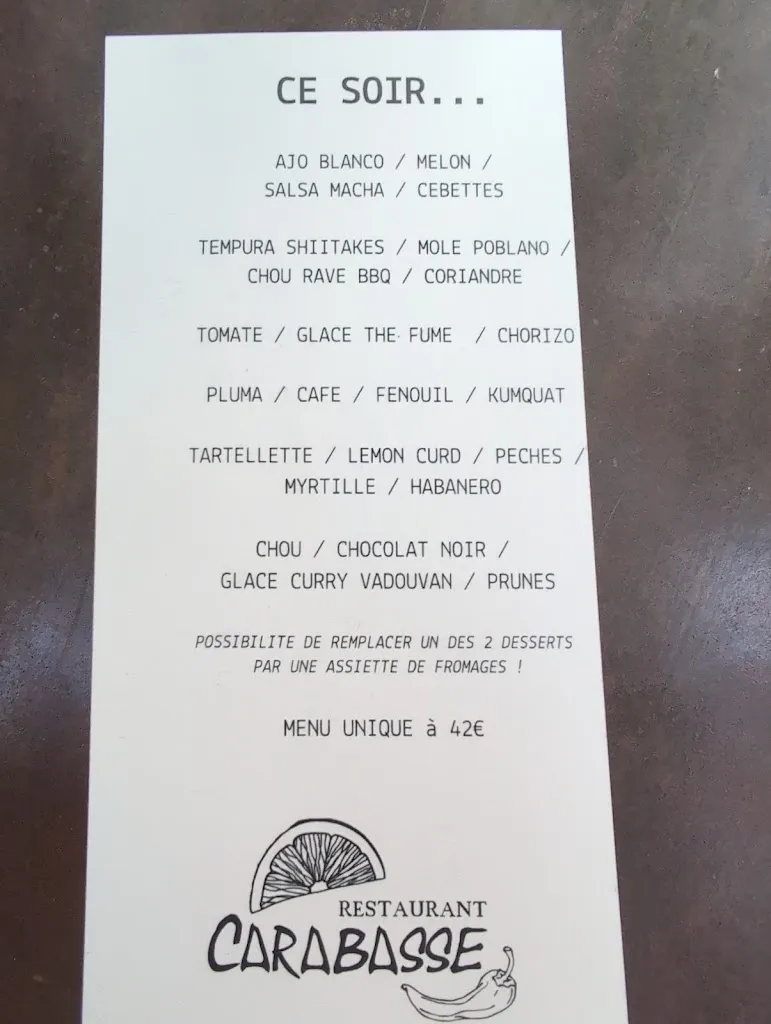 CE SOIR...
AJO BLANCO / MELON /
SALSA MACHA / CEBETTES
TEMPURA SHIITAKES / MOLE POBLANO /
CHOU RAVE BBQ / CORIANDRE
TOMATE / GLACE THE FUME / CHORIZO
PLUMA / CAFE / FENOUIL / KUMQUAT
TARTELLETTE / LEMON CURD / PECHES /
MYRTILLE / HABANERO
CHOU / CHOCOLAT NOIR /
GLACE CURRY VADOUVAN / PRUNES
POSSIBILITE DE REMPLACER UN DES 2 DESSERTS
PAR UNE ASSIETTE DE FROMAGES !
MENU UNIQUE à 42€
RESTAURANT
CARABASSE